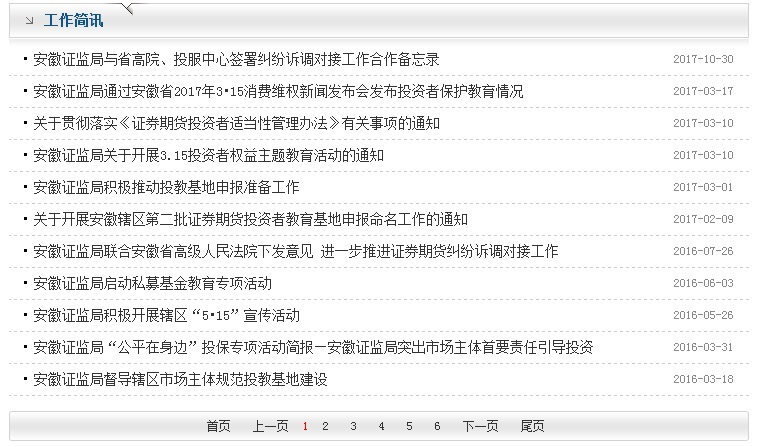 工作简讯
安徽证监局与省高院、投服中心签署纠纷诉调对接工作合作备忘录 2017-10-30
安徽证监局通过安徽省2017年3·15消费维权新闻发布会发布投资者保护教育情况 2017-03-17
关于贯彻落实《证券期货投资者适当性管理办法》有关事项的通知 2017-03-10
安徽证监局关于开展3.15投资者权益主题教育活动的通知 2017-03-10
安徽证监局积极推动投教基地申报准备工作 2017-03-01
关于开展安徽辖区第二批证券期货投资者教育基地申报命名工作的通知 2017-02-09
安徽证监局联合安徽省高级人民法院下发意见 进一步推进证券期货纠纷诉调对接工作 2016-07-26
安徽证监局启动私募基金教育专项活动 2016-06-03
安徽证监局积极开展辖区“5·15”宣传活动 2016-05-26
安徽证监局“公平在身边”投保专项活动简报—安徽证监局突出市场主体首要责任引导投资 2016-03-31
安徽证监局督导辖区市场主体规范投教基地建设 2016-03-18
首页 上一页 1 2 3 4 5 6 下一页 尾页